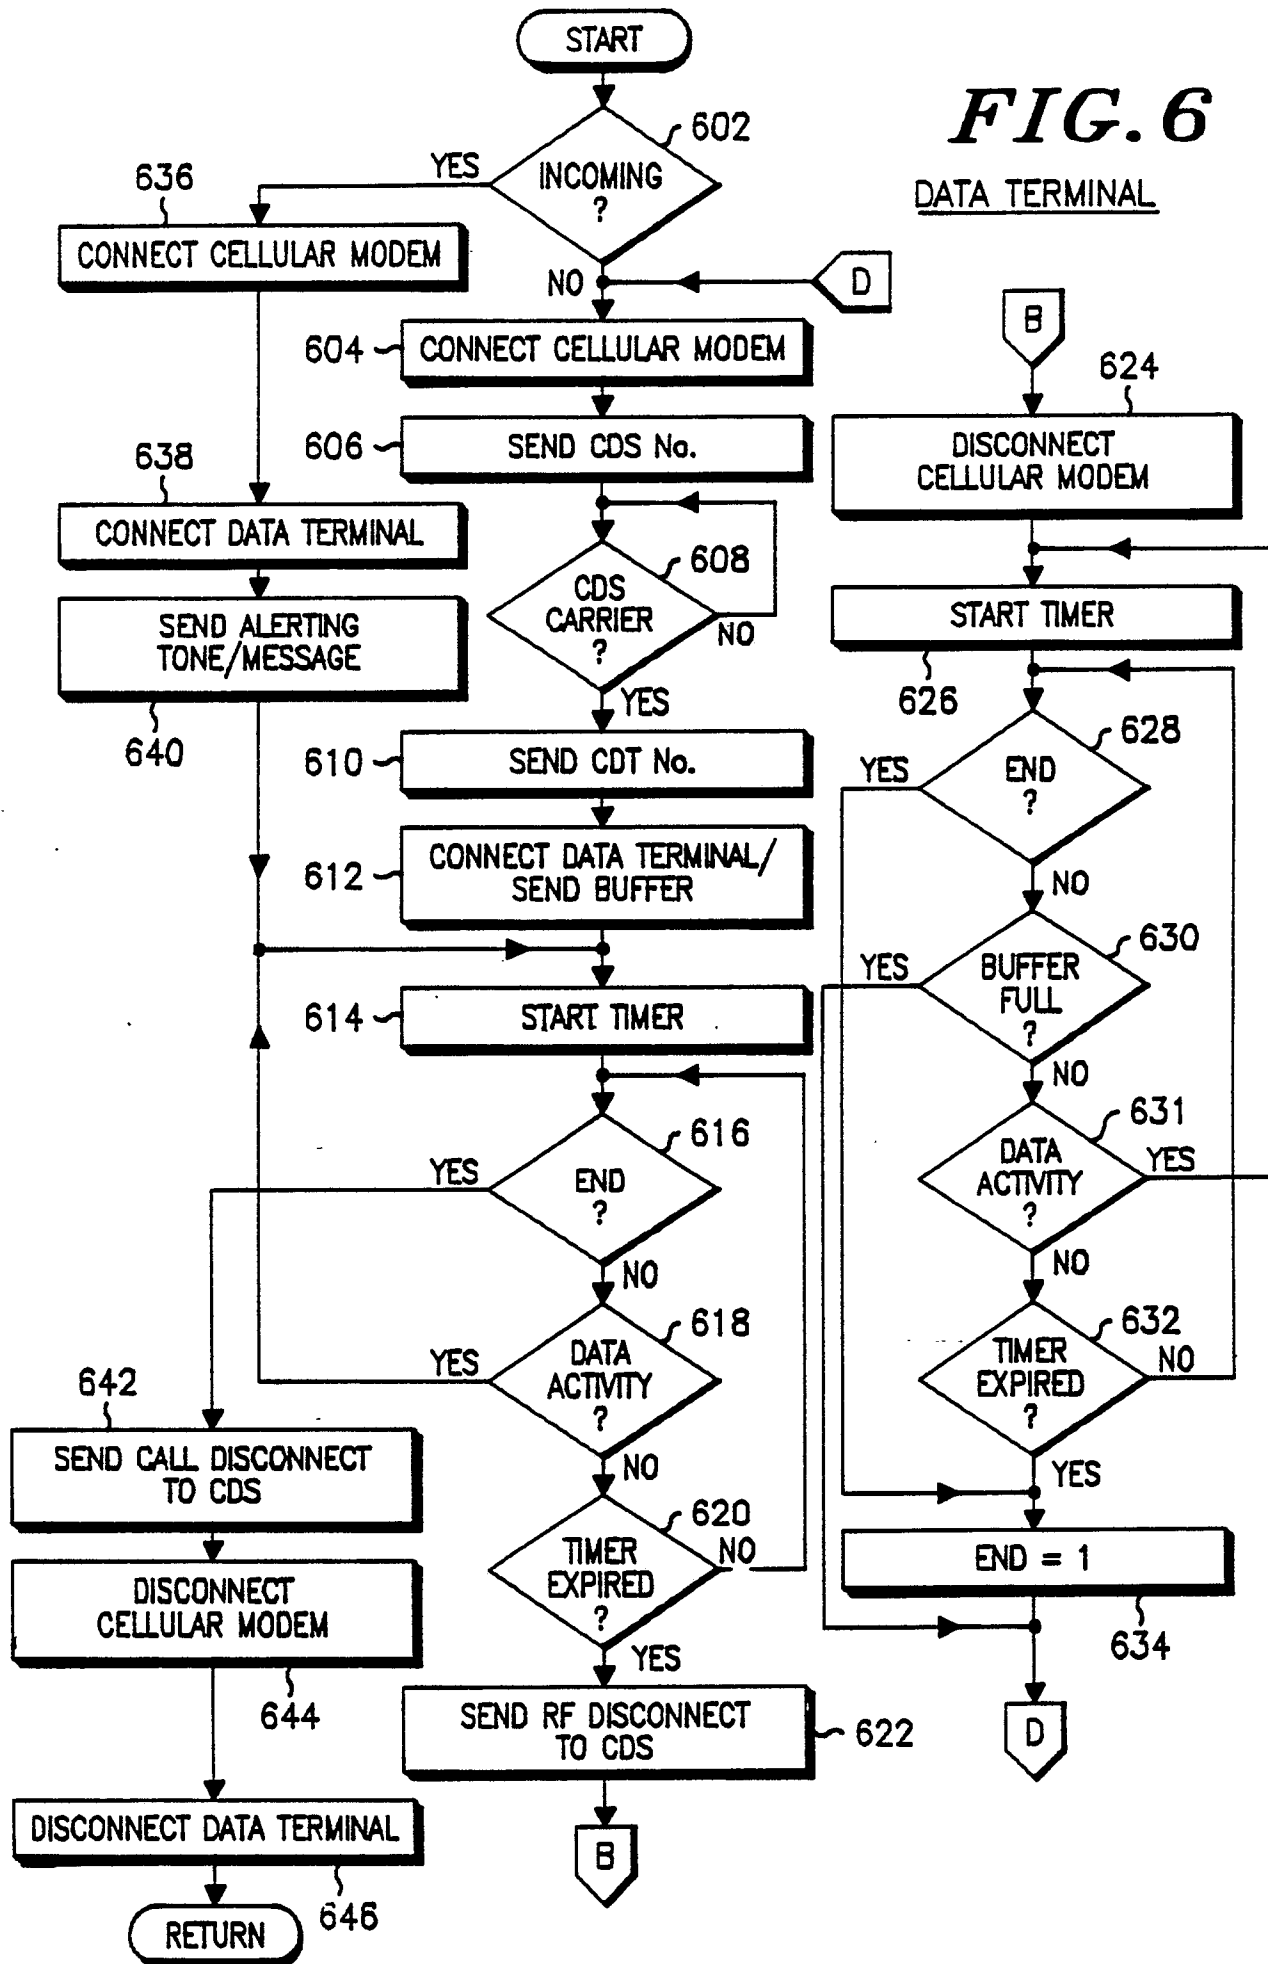 START
FIG. 6
DATA TERMINAL
602
INCOMING
?
YES
NO
D
636
CONNECT CELLULAR MODEM
638
CONNECT DATA TERMINAL
SEND ALERTING
TONE/MESSAGE
640
604
CONNECT CELLULAR MODEM
606
SEND CDS No.
608
CDS
CARRIER
?
NO
YES
610
SEND CDT No.
612
CONNECT DATA TERMINAL/
SEND BUFFER
614
START TIMER
616
END
?
YES
NO
618
DATA
ACTIVITY
?
YES
NO
620
TIMER
EXPIRED
?
NO
YES
SEND RF DISCONNECT
TO CDS
622
B
642
SEND CALL DISCONNECT
TO CDS
DISCONNECT
CELLULAR MODEM
644
DISCONNECT DATA TERMINAL
646
RETURN
B
624
DISCONNECT
CELLULAR MODEM
START TIMER
626
628
END
?
YES
NO
630
BUFFER
FULL
?
YES
NO
631
DATA
ACTIVITY
?
YES
NO
632
TIMER
EXPIRED
?
NO
YES
END = 1
634
D